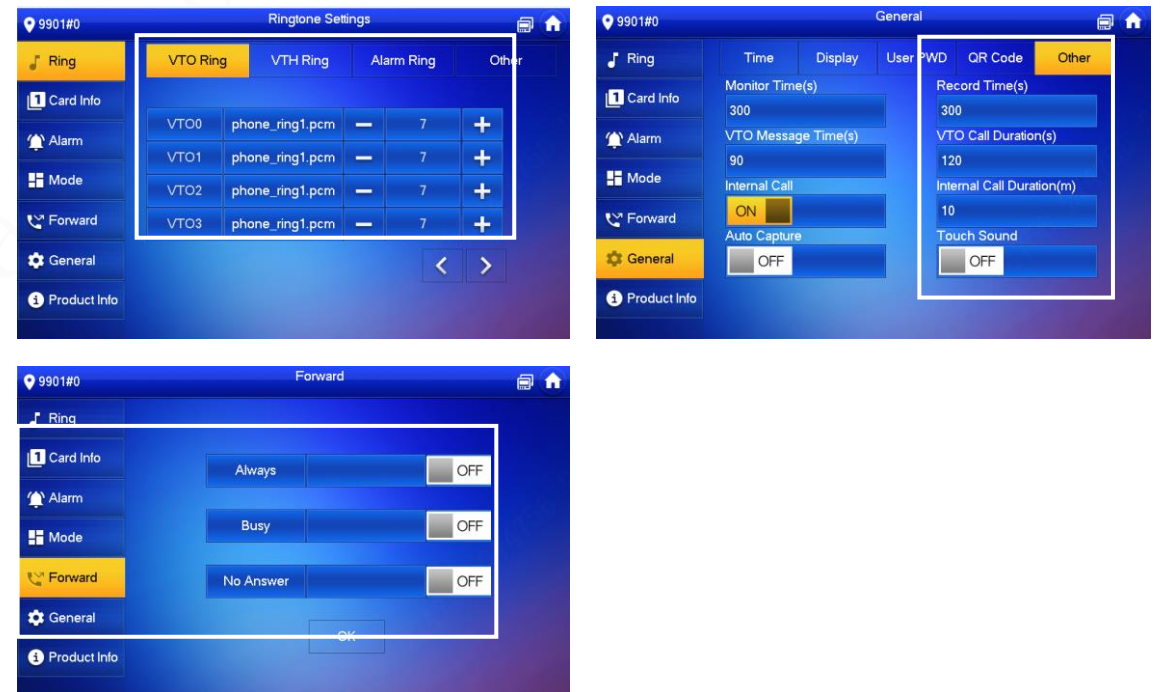 9901#0 Ringtone Settings
Ring VTO Ring VTH Ring Alarm Ring Other
Card Info
VTO0 phone_ring1.pcm — 7 +
Alarm
VTO1 phone_ring1.pcm — 7 +
Mode
VTO2 phone_ring1.pcm — 7 +
Forward VTO3 phone_ring1.pcm — 7 +
General < >
Product Info
9901#0 General
Ring Time Display User PWD QR Code Other
Monitor Time(s) Record Time(s)
Card Info
300 300
Alarm VTO Message Time(s) VTO Call Duration(s)
90 120
Mode
Internal Call Internal Call Duration(m)
Forward ON 10
Auto Capture Touch Sound
General OFF OFF
Product Info
9901#0 Forward
Ring
Card Info
Always OFF
Alarm
Busy OFF
Mode
Forward No Answer OFF
General
OK
Product Info